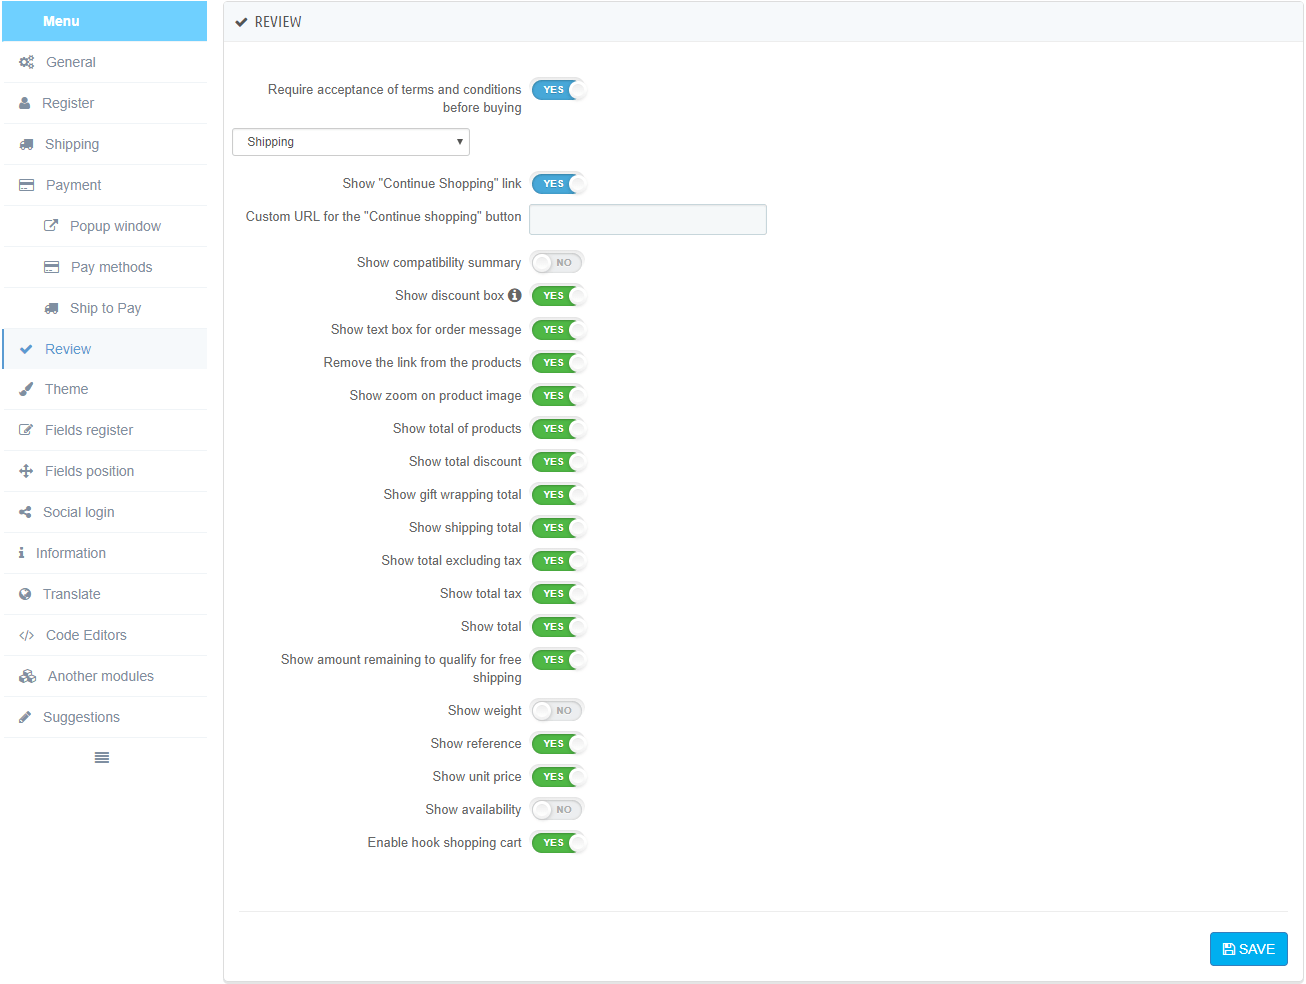 Menu
General
Register
Shipping
Payment
Popup window
Pay methods
Ship to Pay
Review
Theme
Fields register
Fields position
Social login
Information
Translate
Code Editors
Another modules
Suggestions
REVIEW
Require acceptance of terms and conditions
before buying
YES
Shipping
Show "Continue Shopping" link YES
Custom URL for the "Continue shopping" button
Show compatibility summary NO
Show discount box YES
Show text box for order message YES
Remove the link from the products YES
Show zoom on product image YES
Show total of products YES
Show total discount YES
Show gift wrapping total YES
Show shipping total YES
Show total excluding tax YES
Show total tax YES
Show total YES
Show amount remaining to qualify for free
shipping
YES
Show weight NO
Show reference YES
Show unit price YES
Show availability NO
Enable hook shopping cart YES
SAVE